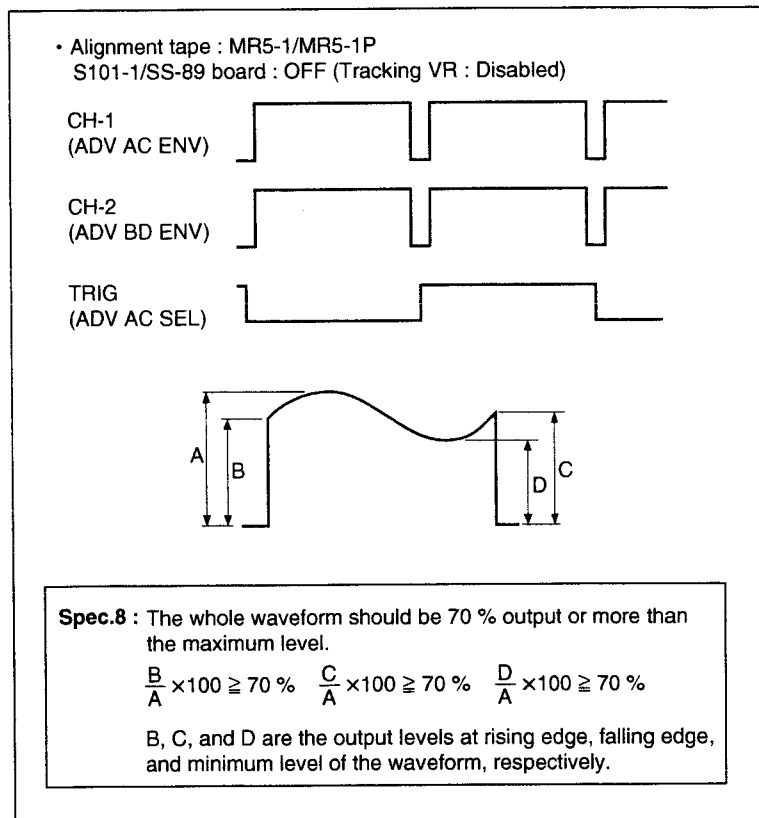 • Alignment tape : MR5-1/MR5-1P
S101-1/SS-89 board : OFF (Tracking VR : Disabled)
CH-1
(ADV AC ENV)
CH-2
(ADV BD ENV)
TRIG
(ADV AC SEL)
A
B
D
C
Spec.8 : The whole waveform should be 70 % output or more than
the maximum level.
B/A ×100 ≧ 70 % C/A ×100 ≧ 70 % D/A ×100 ≧ 70 %
B, C, and D are the output levels at rising edge, falling edge,
and minimum level of the waveform, respectively.